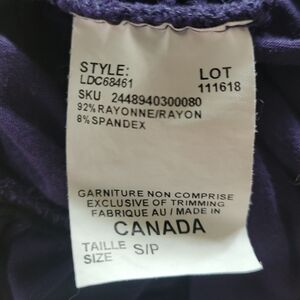 STYLE: LOT
LDC68461 111618
SKU 2448940300080
92%RAYONNE/RAYON
8%SPANDEX
GARNITURE NON COMPRISE
EXCLUSIVE OF TRIMMING
FABRIQUE AU / MADE IN
CANADA
TAILLE S/P
SIZE